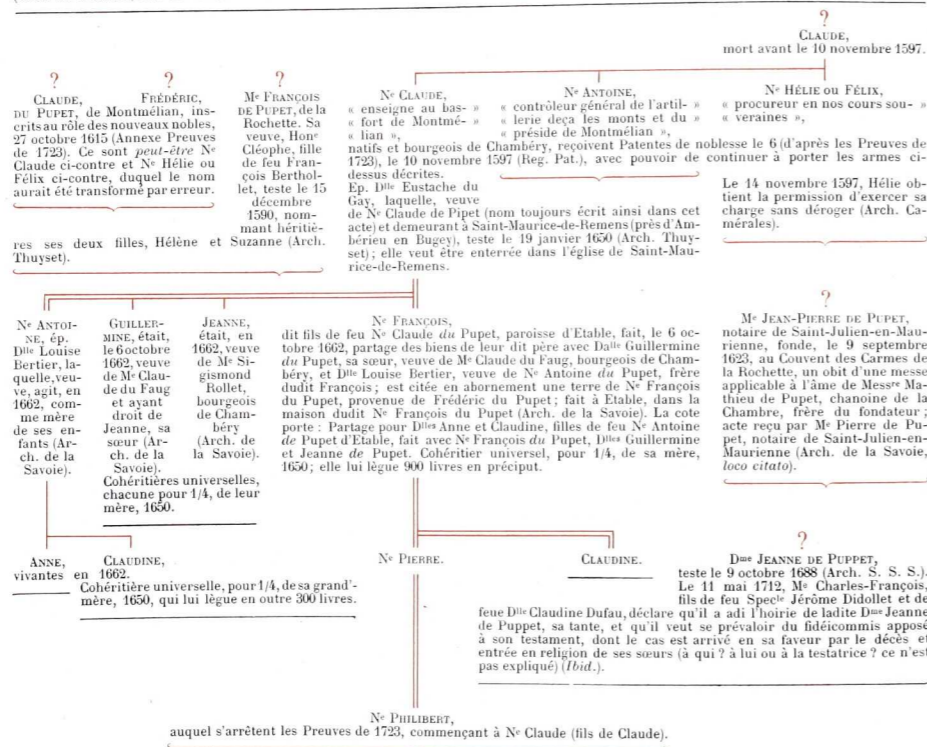 ?
CLAUDE,
mort avant le 10 novembre 1597.
?
CLAUDE,
?
FRÉDÉRIC,
DU PUPET, de Montmélian, ins-
crits au rôle des nouveaux nobles,
27 octobre 1615 (Annexe Preuves
de 1723). Ce sont peut-être Nᵉ
Claude ci-contre et Nᵉ Hélie ou
Félix ci-contre, duquel le nom
aurait été transformé par erreur.
?
Mᵉ FRANÇOIS
DE PUPET, de la
Rochette. Sa
veuve, Honᵉ
Cléophe, fille
de feu Fran-
çois Berthol-
let, teste le 15
décembre
1590, nom-
mant héritiè-
res ses deux filles, Hélène et Suzanne (Arch.
Thuyset).
Nᵉ CLAUDE,
« enseigne au bas- »
« fort de Montmé- »
« lian »,
Nᵉ ANTOINE,
« contrôleur général de l'artil- »
« lerie deça les monts et du »
« préside de Montmélian »,
Nᵉ HÉLIE OU FÉLIX,
« procureur en nos cours sou- »
« veraines »,
natifs et bourgeois de Chambéry, reçoivent Patentes de noblesse le 6 (d'après les Preuves de
1723), le 10 novembre 1597 (Reg. Pat.), avec pouvoir de continuer à porter les armes ci-
dessus décrites.
Ep. Dˡˡᵉ Eustache du
Gay, laquelle, veuve
de Nᵉ Claude de Pipet (nom toujours écrit ainsi dans cet
acte) et demeurant à Saint-Maurice-de-Remens (près d'Am-
bérieu en Bugey), teste le 19 janvier 1650 (Arch. Thuy-
set); elle veut être enterrée dans l'église de Saint-Mau-
rice-de-Remens.
Le 14 novembre 1597, Hélie ob-
tient la permission d'exercer sa
charge sans déroger (Arch. Ca-
mérales).
Nᵉ ANTOI-
NE, ép.
Dˡˡᵉ Louise
Bertier, la-
quelle, veu-
ve, agit, en
1662, com-
me mère
de ses en-
fants (Ar-
ch. de la
Savoie).
GUILLER-
MINE, était,
le 6 octobre
1662, veuve
de Mᵉ Clau-
de du Faug
et ayant
droit de
Jeanne, sa
sœur (Ar-
ch. de la
Savoie).
JEANNE,
était, en
1662, veuve
de Mᵉ Si-
gismond
Rollet,
bourgeois
de Cham-
béry
(Arch. de
la Savoie).
Cohéritières universelles,
chacune pour 1/4, de leur
mère, 1650.
Nᵉ FRANÇOIS,
dit fils de feu Nᵉ Claude du Pupet, paroisse d'Etable, fait, le 6 oc-
tobre 1662, partage des biens de leur dit père avec Daˡˡᵉ Guillermine
du Pupet, sa sœur, veuve de Mᵉ Claude du Faug, bourgeois de Cham-
béry, et Dˡˡᵉ Louise Bertier, veuve de Nᵉ Antoine du Pupet, frère
dudit François; est citée en abornement une terre de Nᵉ François
du Pupet, provenue de Frédéric du Pupet; fait à Etable, dans la
maison dudit Nᵉ François du Pupet (Arch. de la Savoie). La cote
porte : Partage pour Dˡˡᵉˢ Anne et Claudine, filles de feu Nᵉ Antoine
de Pupet d'Etable, fait avec Nᵉ François du Pupet, Dˡˡᵉˢ Guillermine
et Jeanne de Pupet. Cohéritier universel, pour 1/4, de sa mère,
1650; elle lui lègue 900 livres en préciput.
?
Mᵉ JEAN-PIERRE DE PUPET,
notaire de Saint-Julien-en-Mau-
rienne, fonde, le 9 septembre
1623, au Couvent des Carmes de
la Rochette, un obit d'une messe
applicable à l'âme de Messʳᵉ Ma-
thieu de Pupet, chanoine de la
Chambre, frère du fondateur;
acte reçu par Mᵉ Pierre de Pu-
pet, notaire de Saint-Julien-en-
Maurienne (Arch. de la Savoie,
loco citato).
ANNE,
CLAUDINE,
vivantes en 1662.
Cohéritière universelle, pour 1/4, de sa grand'-
mère, 1650, qui lui lègue en outre 300 livres.
Nᵉ PIERRE.
CLAUDINE.
?
Dᵐᵉ JEANNE DE PUPPET,
teste le 9 octobre 1688 (Arch. S. S. S.).
Le 11 mai 1712, Mᵉ Charles-François,
fils de feu Specˡᵉ Jérôme Didollet et de
feue Dˡˡᵉ Claudine Dufau, déclare qu'il a adi l'hoirie de ladite Dᵐᵉ Jeanne
de Puppet, sa tante, et qu'il veut se prévaloir du fidéicommis apposé
à son testament, dont le cas est arrivé en sa faveur par le décès et
entrée en religion de ses sœurs (à qui ? à lui ou à la testatrice ? ce n'est
pas expliqué) (Ibid.).
Nᵉ PHILIBERT,
auquel s'arrêtent les Preuves de 1723, commençant à Nᵉ Claude (fils de Claude).